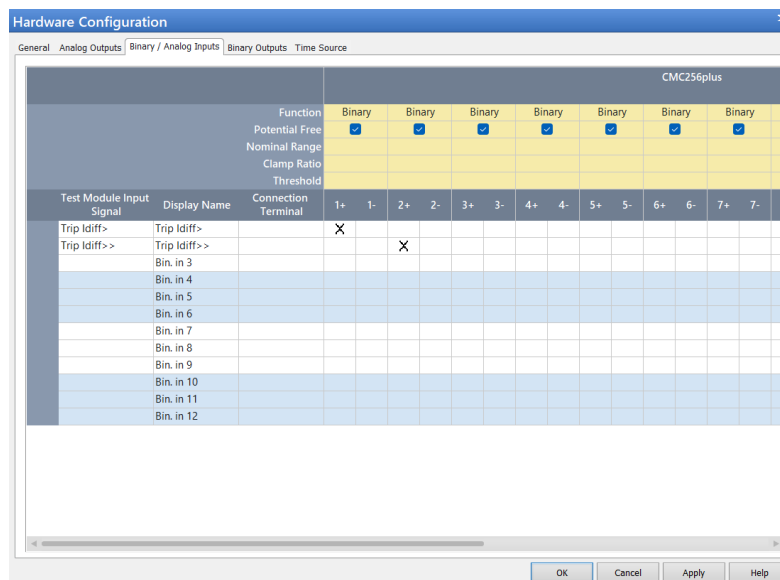 Hardware Configuration
General Analog Outputs Binary / Analog Inputs Binary Outputs Time Source
CMC256plus
Function Binary Binary Binary Binary Binary Binary Binary
Potential Free
Nominal Range
Clamp Ratio
Threshold
Test Module Input Signal Display Name Connection Terminal 1+ 1- 2+ 2- 3+ 3- 4+ 4- 5+ 5- 6+ 6- 7+ 7-
Trip Idiff> Trip Idiff> X
Trip Idiff>> Trip Idiff>> X
Bin. in 3
Bin. in 4
Bin. in 5
Bin. in 6
Bin. in 7
Bin. in 8
Bin. in 9
Bin. in 10
Bin. in 11
Bin. in 12
OK Cancel Apply Help